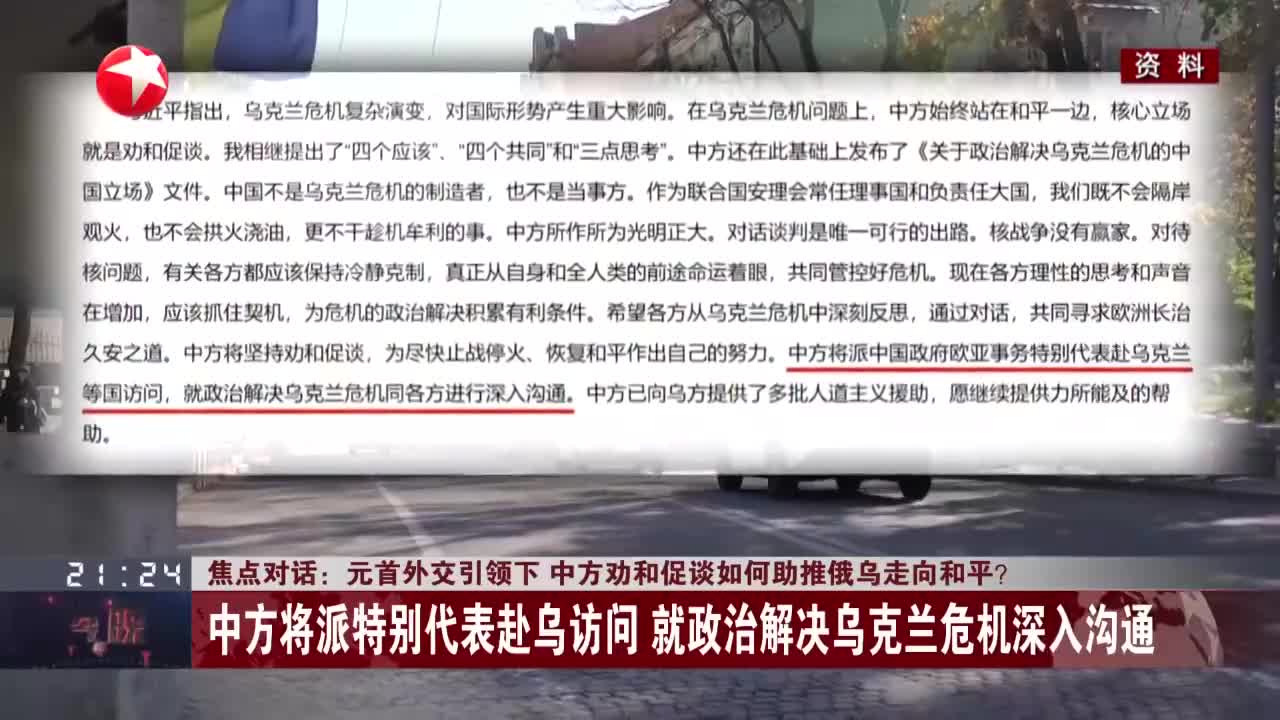 资料
近平指出，乌克兰危机复杂演变，对国际形势产生重大影响。在乌克兰危机问题上，中方始终站在和平一边，核心立场
就是劝和促谈。我相继提出了“四个应该”、“四个共同”和“三点思考”。中方还在此基础上发布了《关于政治解决乌克兰危机的中
国立场》文件。中国不是乌克兰危机的制造者，也不是当事方。作为联合国安理会常任理事国和负责任大国，我们既不会隔岸
观火，也不会拱火浇油，更不干趁机牟利的事。中方所作所为光明正大。对话谈判是唯一可行的出路。核战争没有赢家。对待
核问题，有关各方都应该保持冷静克制，真正从自身和全人类的前途命运着眼，共同管控好危机。现在各方理性的思考和声音
在增加，应该抓住契机，为危机的政治解决积累有利条件。希望各方从乌克兰危机中深刻反思，通过对话，共同寻求欧洲长治
久安之道。中方将坚持劝和促谈，为尽快止战停火、恢复和平作出自己的努力。中方将派中国政府欧亚事务特别代表赴乌克兰
等国访问，就政治解决乌克兰危机同各方进行深入沟通。中方已向乌方提供了多批人道主义援助，愿继续提供力所能及的帮
助。
21:24
焦点对话：元首外交引领下 中方劝和促谈如何助推俄乌走向和平？
中方将派特别代表赴乌访问 就政治解决乌克兰危机深入沟通